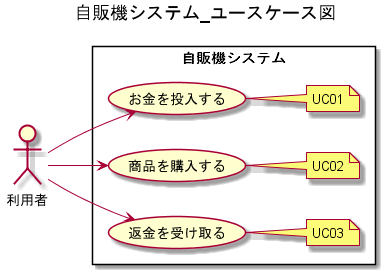 自販機システム_ユースケース図
自販機システム
お金を投入する
UC01
商品を購入する
UC02
利用者
返金を受け取る
UC03